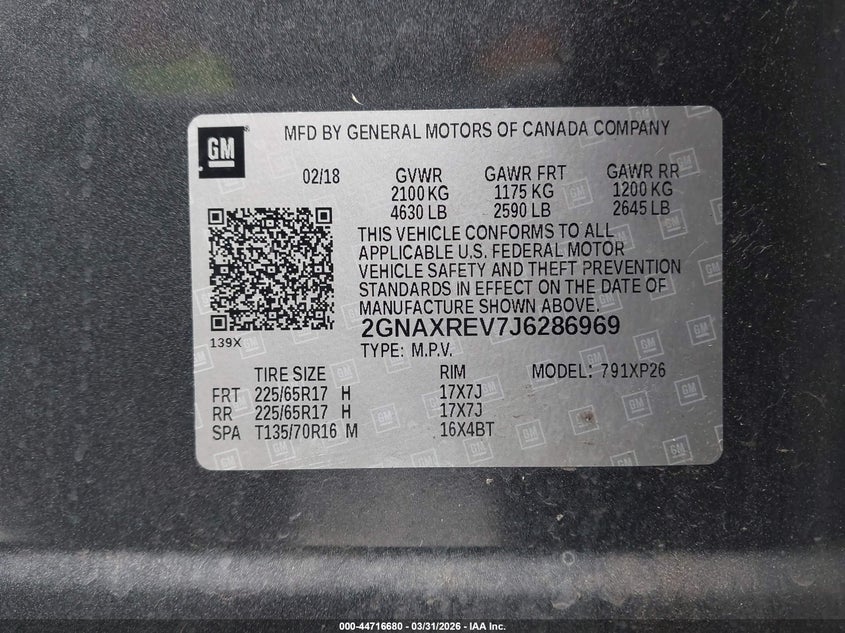 GM
MFD BY GENERAL MOTORS OF CANADA COMPANY
02/18 GVWR GAWR FRT GAWR RR
2100 KG 1175 KG 1200 KG
4630 LB 2590 LB 2645 LB
THIS VEHICLE CONFORMS TO ALL
APPLICABLE U.S. FEDERAL MOTOR
VEHICLE SAFETY AND THEFT PREVENTION
STANDARDS IN EFFECT ON THE DATE OF
MANUFACTURE SHOWN ABOVE.
2GNAXREV7J6286969
139X
TYPE: M.P.V.
TIRE SIZE RIM MODEL: 791XP26
FRT 225/65R17 H 17X7J
RR 225/65R17 H 17X7J
SPA T135/70R16 M 16X4BT
000-44716680 - 03/31/2026 - IAA Inc.